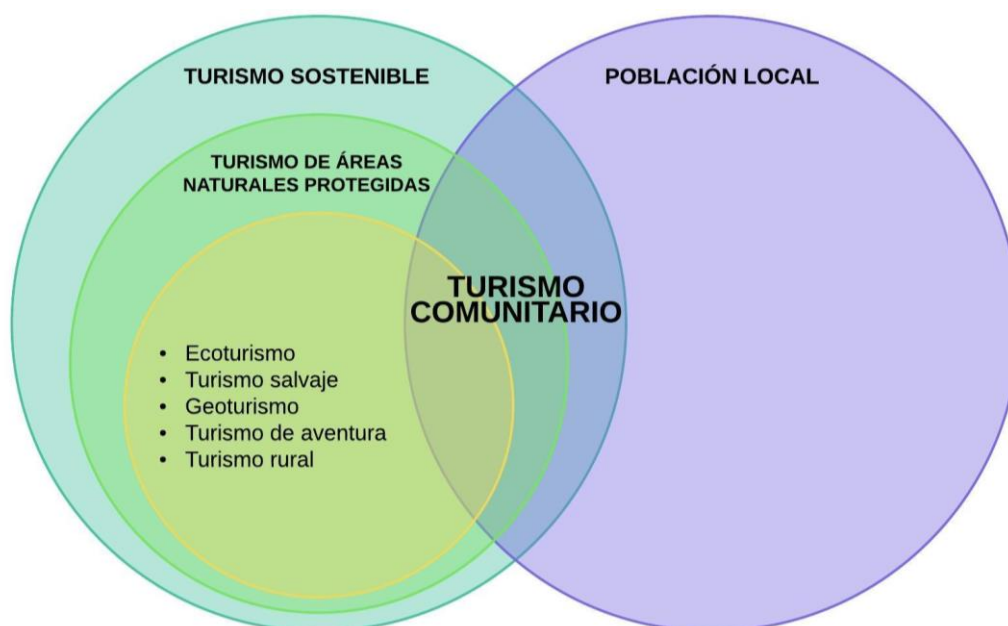 TURISMO SOSTENIBLE
POBLACIÓN LOCAL
TURISMO DE ÁREAS
NATURALES PROTEGIDAS
TURISMO
COMUNITARIO
• Ecoturismo
• Turismo salvaje
• Geoturismo
• Turismo de aventura
• Turismo rural